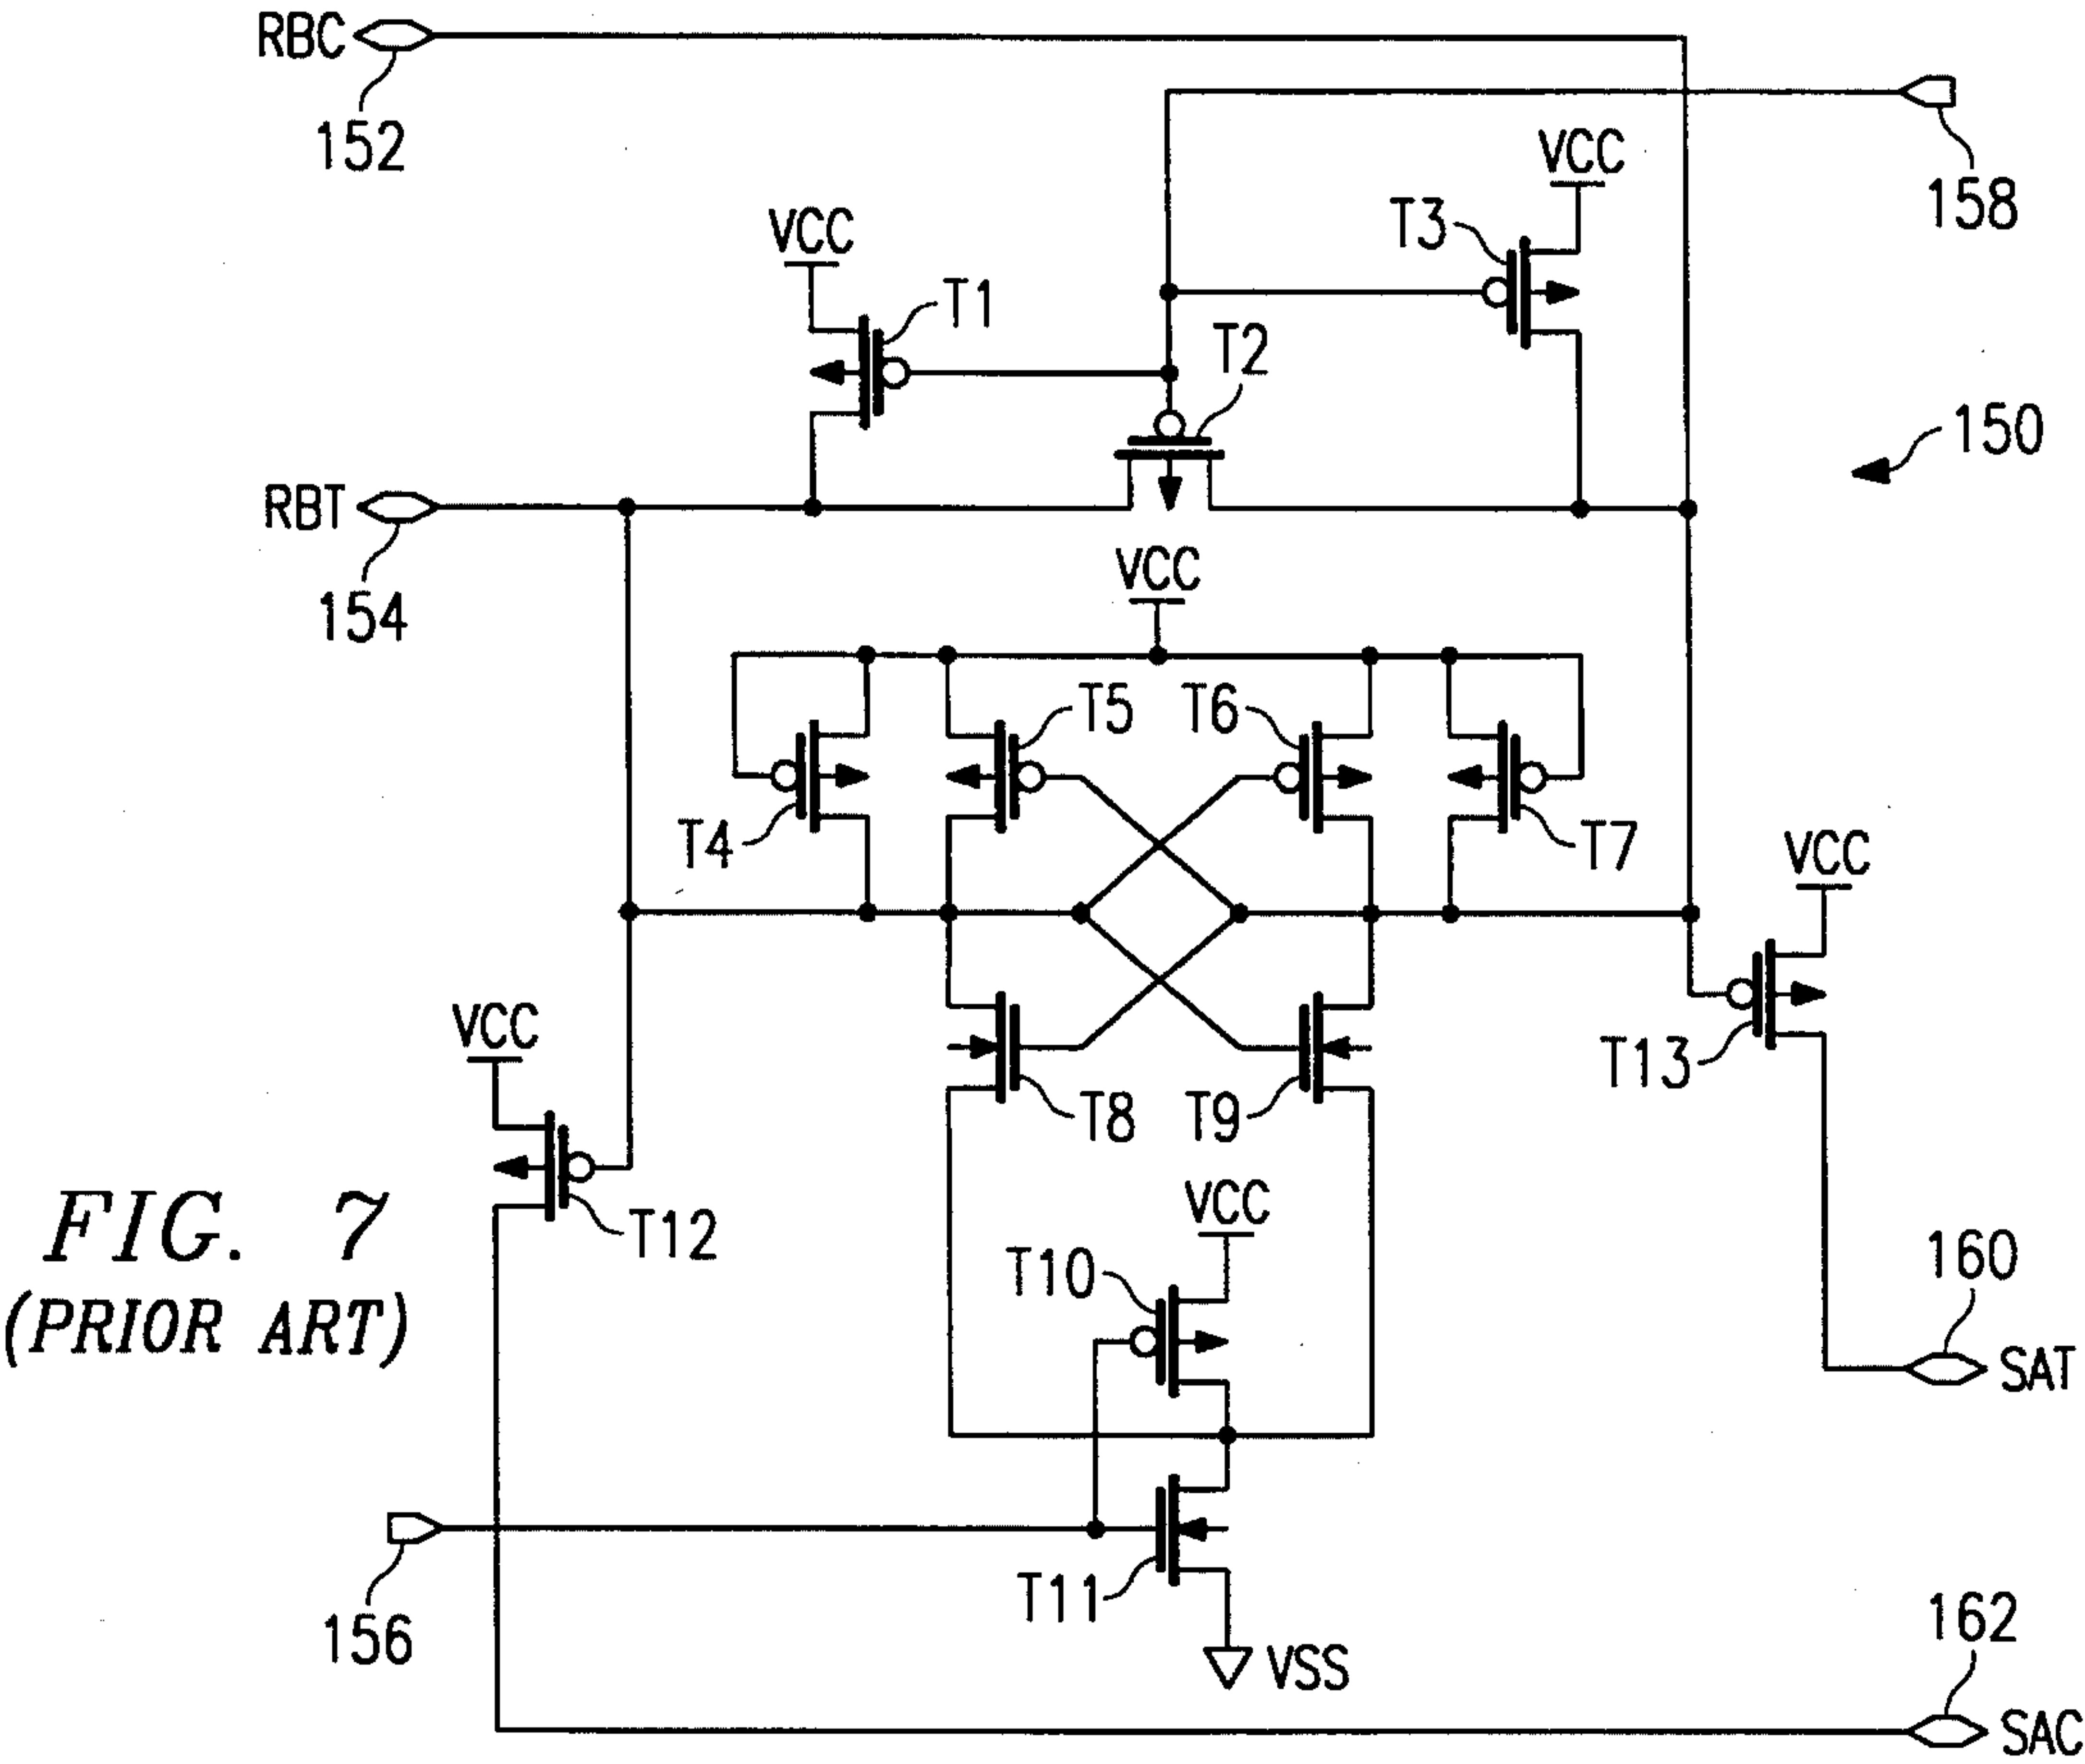 RBC
152
158
VCC
T3
VCC
T1
T2
150
RBT
154
VCC
T5
T6
T4
T7
VCC
VCC
T13
T8
T9
T12
VCC
T10
FIG. 7
(PRIOR ART)
160
SAT
T11
156
VSS
162
SAC